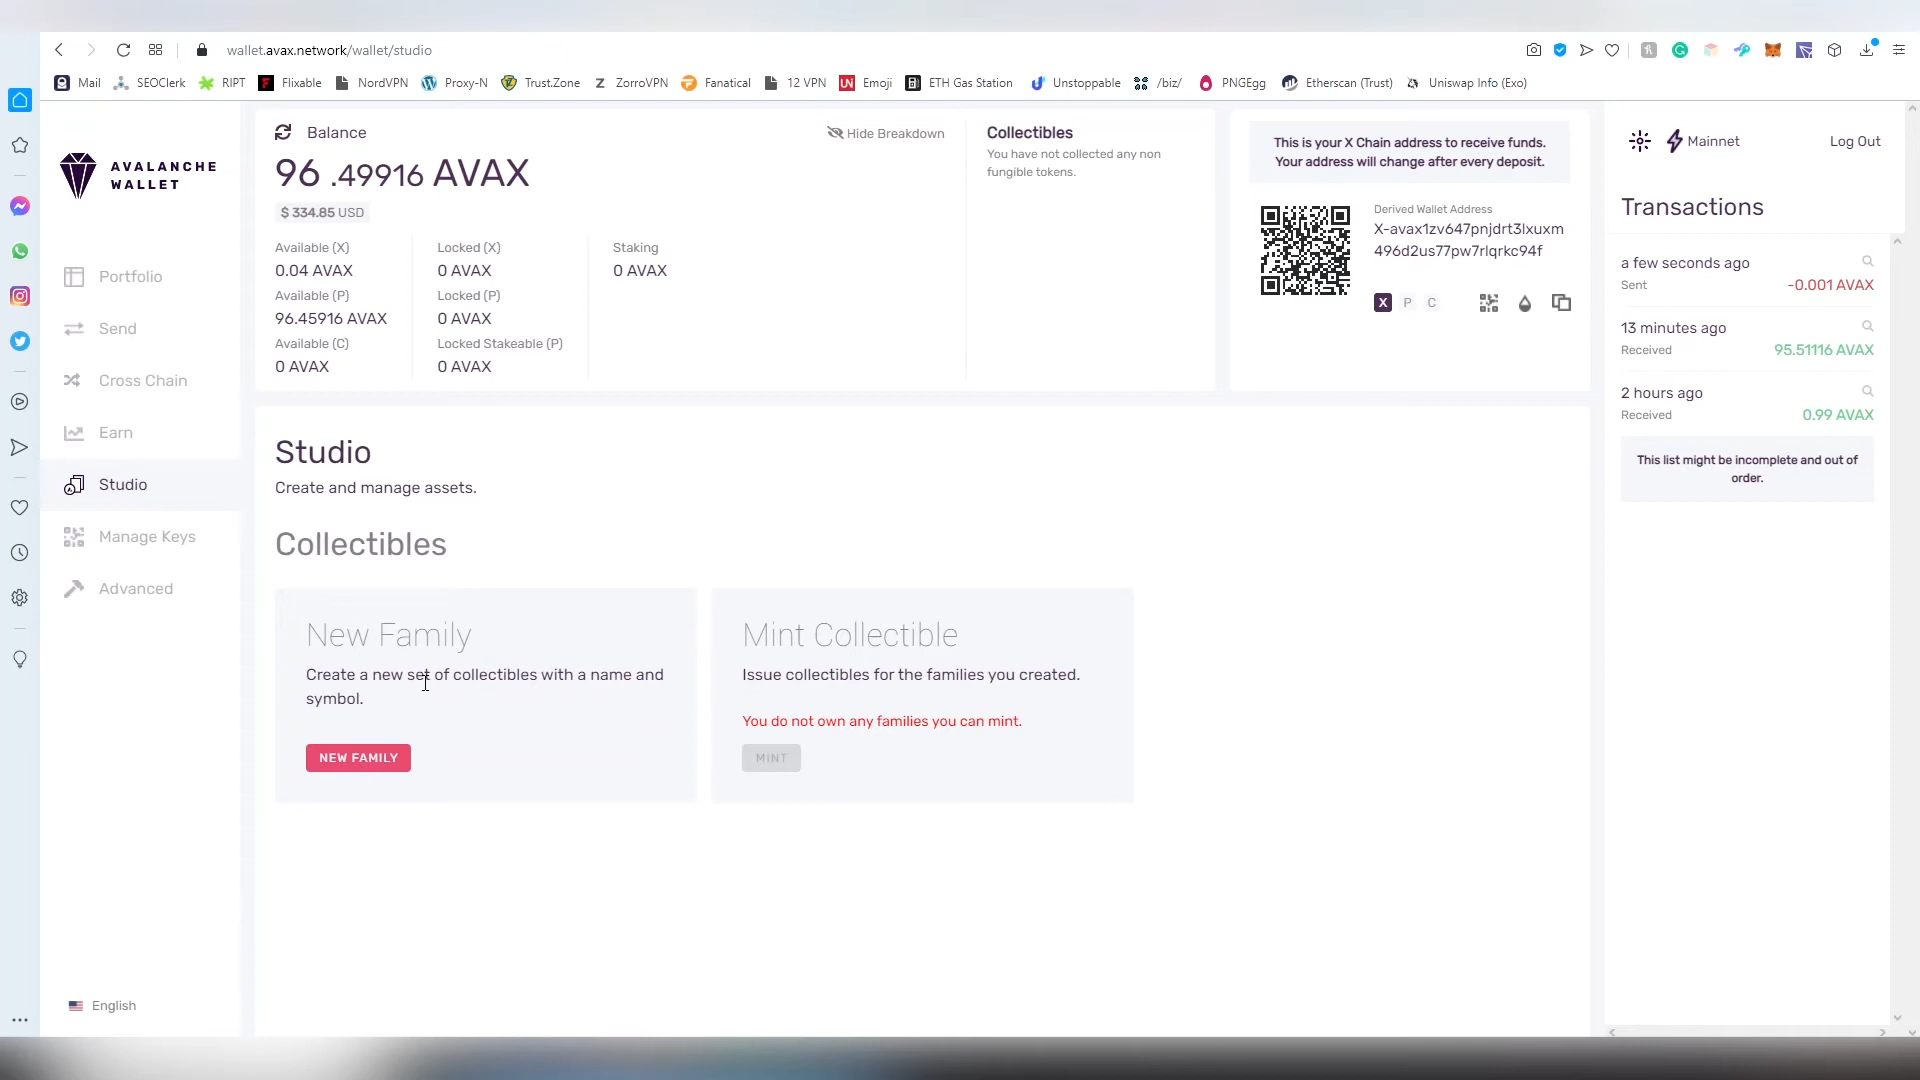 wallet.avax.network/wallet/studio
Mail SEOClerk RIPT Flixable NordVPN Proxy-N Trust.Zone ZorroVPN Fanatical 12 VPN Emoji ETH Gas Station Unstoppable /biz/ PNGEgg Etherscan (Trust) Uniswap Info (Exo)
AVALANCHE
WALLET
Portfolio
Send
Cross Chain
Earn
Studio
Manage Keys
Advanced
English
Balance
Hide Breakdown
96 .49916 AVAX
$ 334.85 USD
Available (X)
0.04 AVAX
Available (P)
96.45916 AVAX
Available (C)
0 AVAX
Locked (X)
0 AVAX
Locked (P)
0 AVAX
Locked Stakeable (P)
0 AVAX
Staking
0 AVAX
Collectibles
You have not collected any non
fungible tokens.
This is your X Chain address to receive funds.
Your address will change after every deposit.
Derived Wallet Address
X-avax1zv647pnjdrt3lxuxm
496d2us77pw7rlqrkc94f
X P C
Studio
Create and manage assets.
Collectibles
New Family
Create a new set of collectibles with a name and
symbol.
NEW FAMILY
Mint Collectible
Issue collectibles for the families you created.
You do not own any families you can mint.
MINT
Mainnet
Log Out
Transactions
a few seconds ago
Sent -0.001 AVAX
13 minutes ago
Received 95.51116 AVAX
2 hours ago
Received 0.99 AVAX
This list might be incomplete and out of
order.